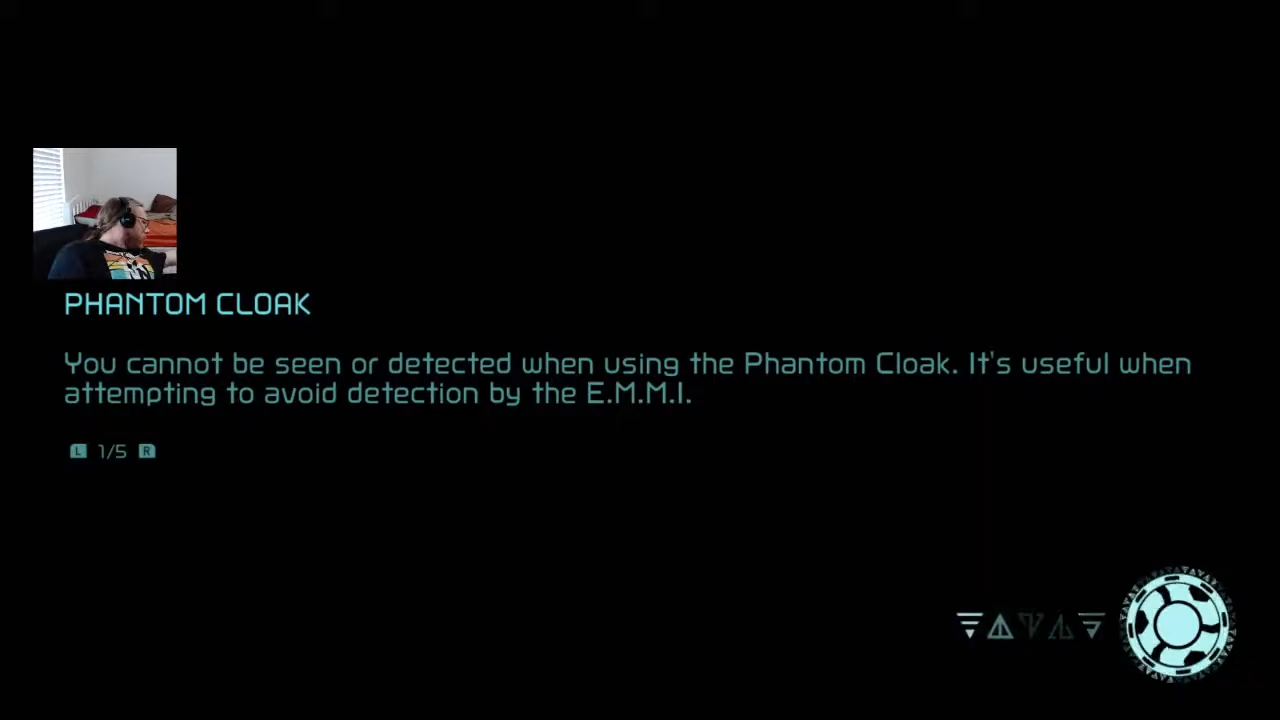 PHANTOM CLOAK
You cannot be seen or detected when using the Phantom Cloak. It's useful when
attempting to avoid detection by the E.M.M.I.
L 1/5 R